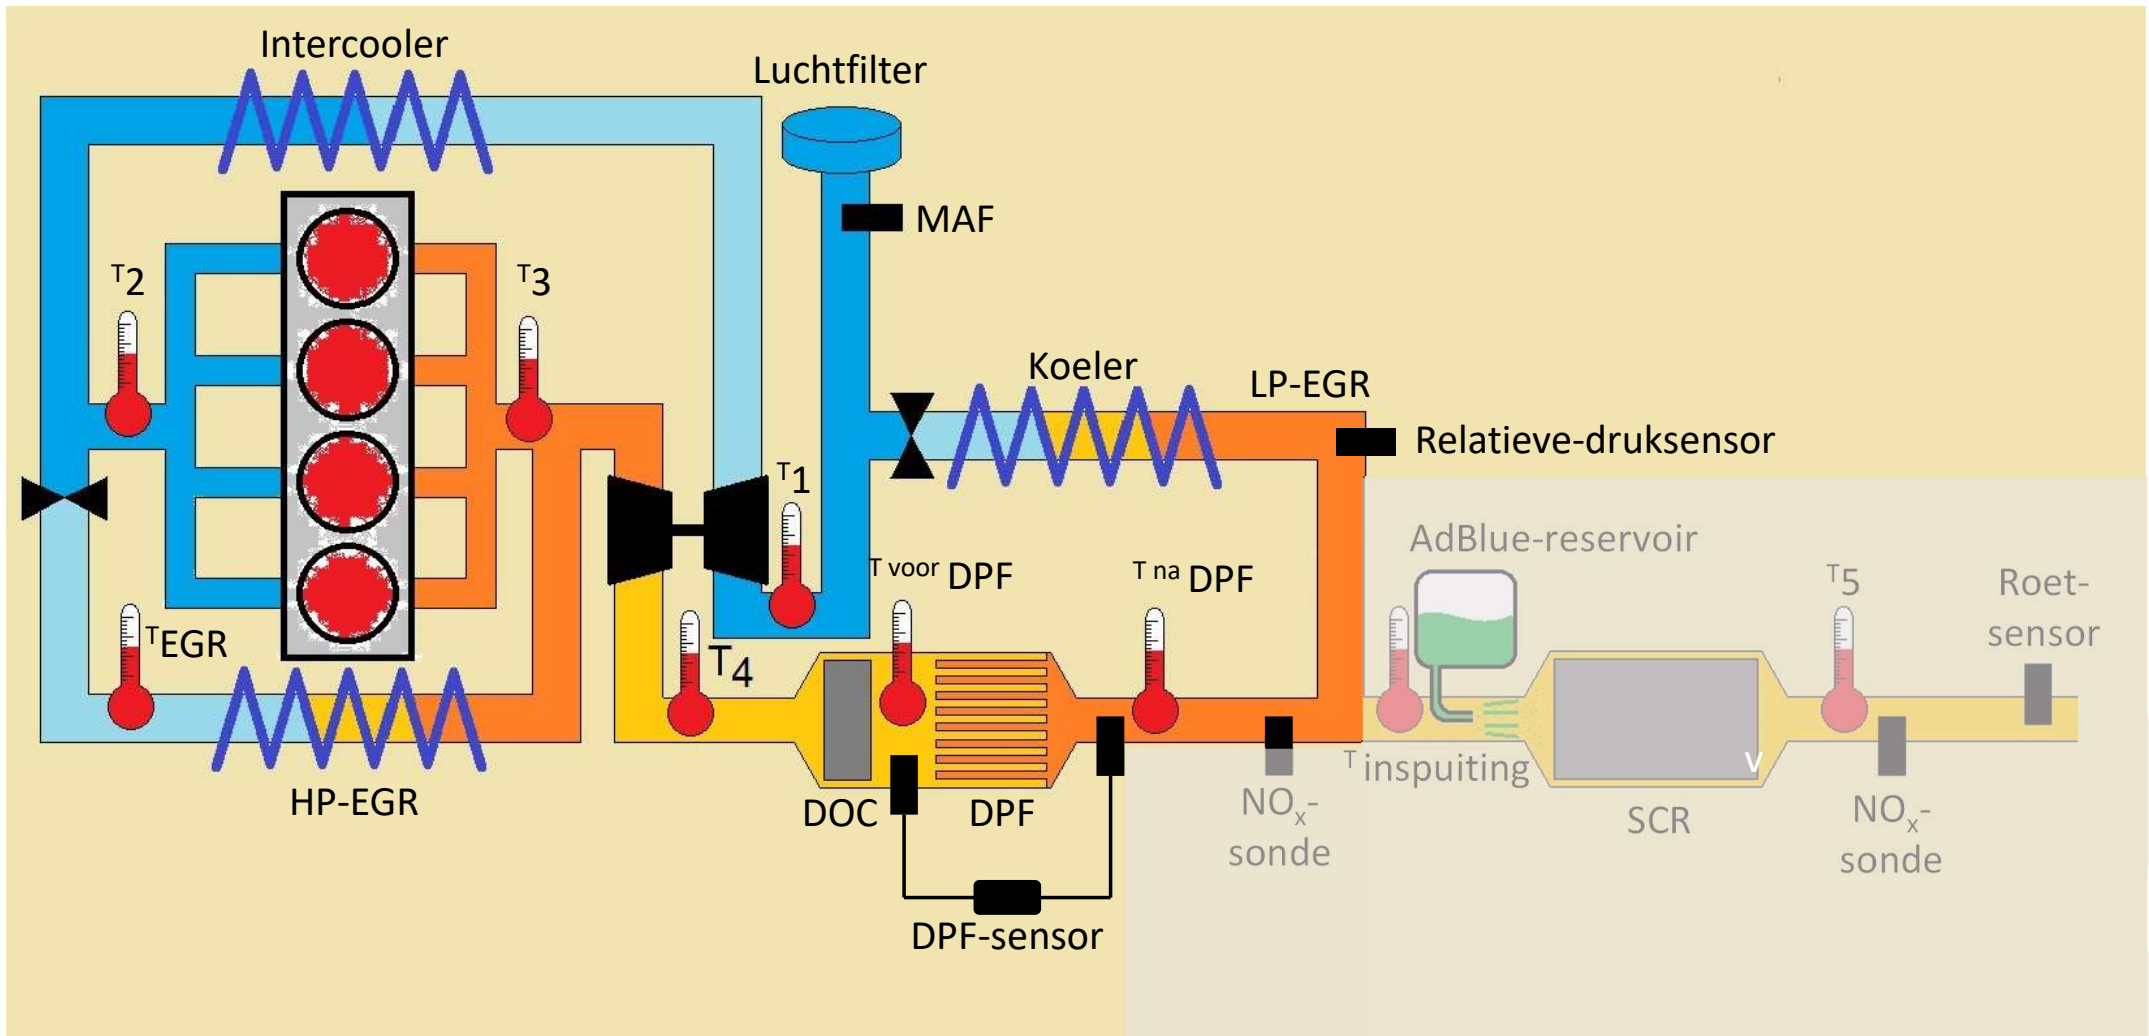 Intercooler
Luchtfilter
MAF
T2
T3
Koeler
LP-EGR
Relatieve-druksensor
T1
AdBlue-reservoir
T voor DPF
T na DPF
T5
Roet-
sensor
TEGR
T4
HP-EGR
DOC
DPF
T inspuiting
V
NOx-
sonde
SCR
NOx-
sonde
DPF-sensor